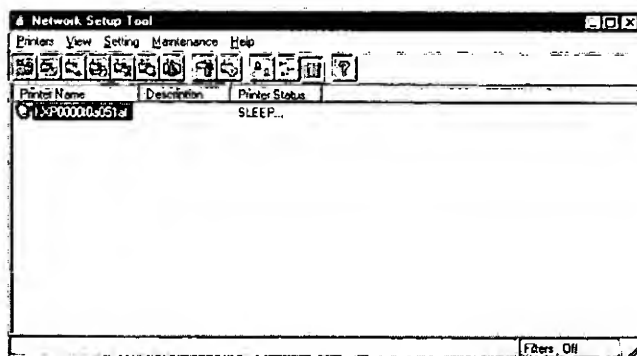 Network Setup Tool
Printers View Setting Maintenance Help
Printer Name Description Printer Status
SLEEP...
Filters Off